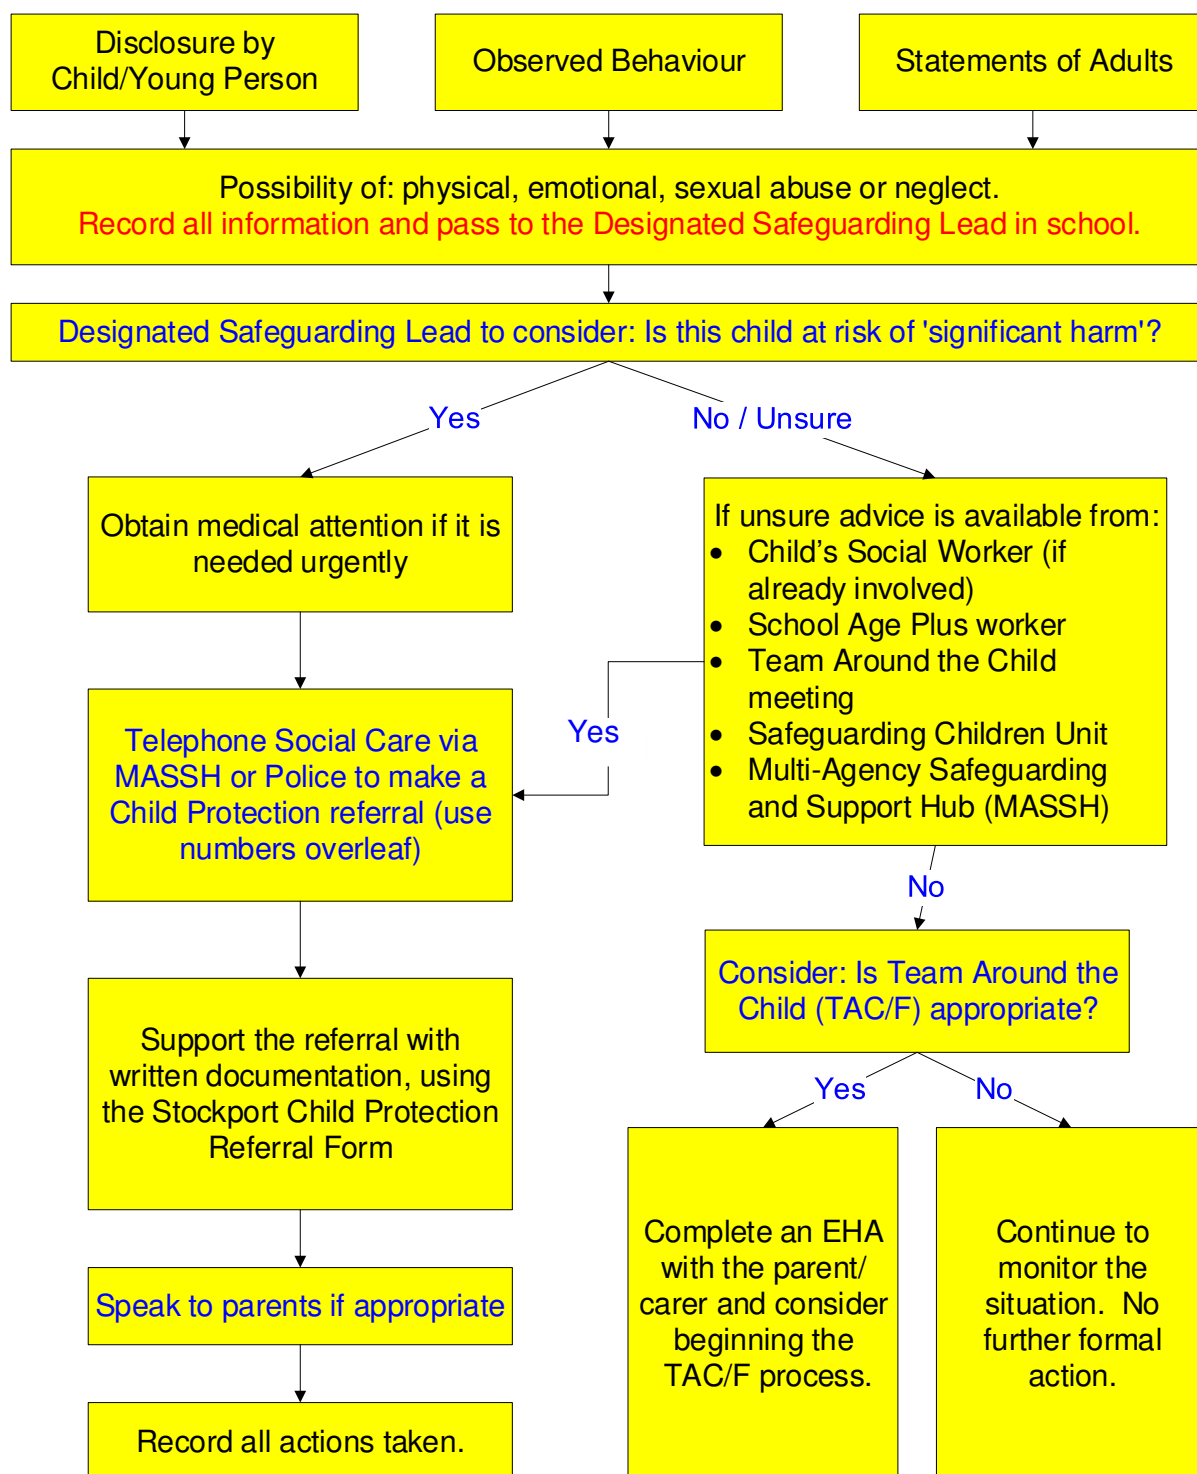 Disclosure by
Child/Young Person
Observed Behaviour
Statements of Adults
Possibility of: physical, emotional, sexual abuse or neglect.
Record all information and pass to the Designated Safeguarding Lead in school.
Designated Safeguarding Lead to consider: Is this child at risk of 'significant harm'?
Yes
No / Unsure
Obtain medical attention if it is
needed urgently
If unsure advice is available from:
• Child’s Social Worker (if
already involved)
• School Age Plus worker
• Team Around the Child
meeting
• Safeguarding Children Unit
• Multi-Agency Safeguarding
and Support Hub (MASSH)
Yes
Telephone Social Care via
MASSH or Police to make a
Child Protection referral (use
numbers overleaf)
No
Consider: Is Team Around the
Child (TAC/F) appropriate?
Support the referral with
written documentation, using
the Stockport Child Protection
Referral Form
Yes
No
Speak to parents if appropriate
Complete an EHA
with the parent/
carer and consider
beginning the
TAC/F process.
Continue to
monitor the
situation.  No
further formal
action.
Record all actions taken.